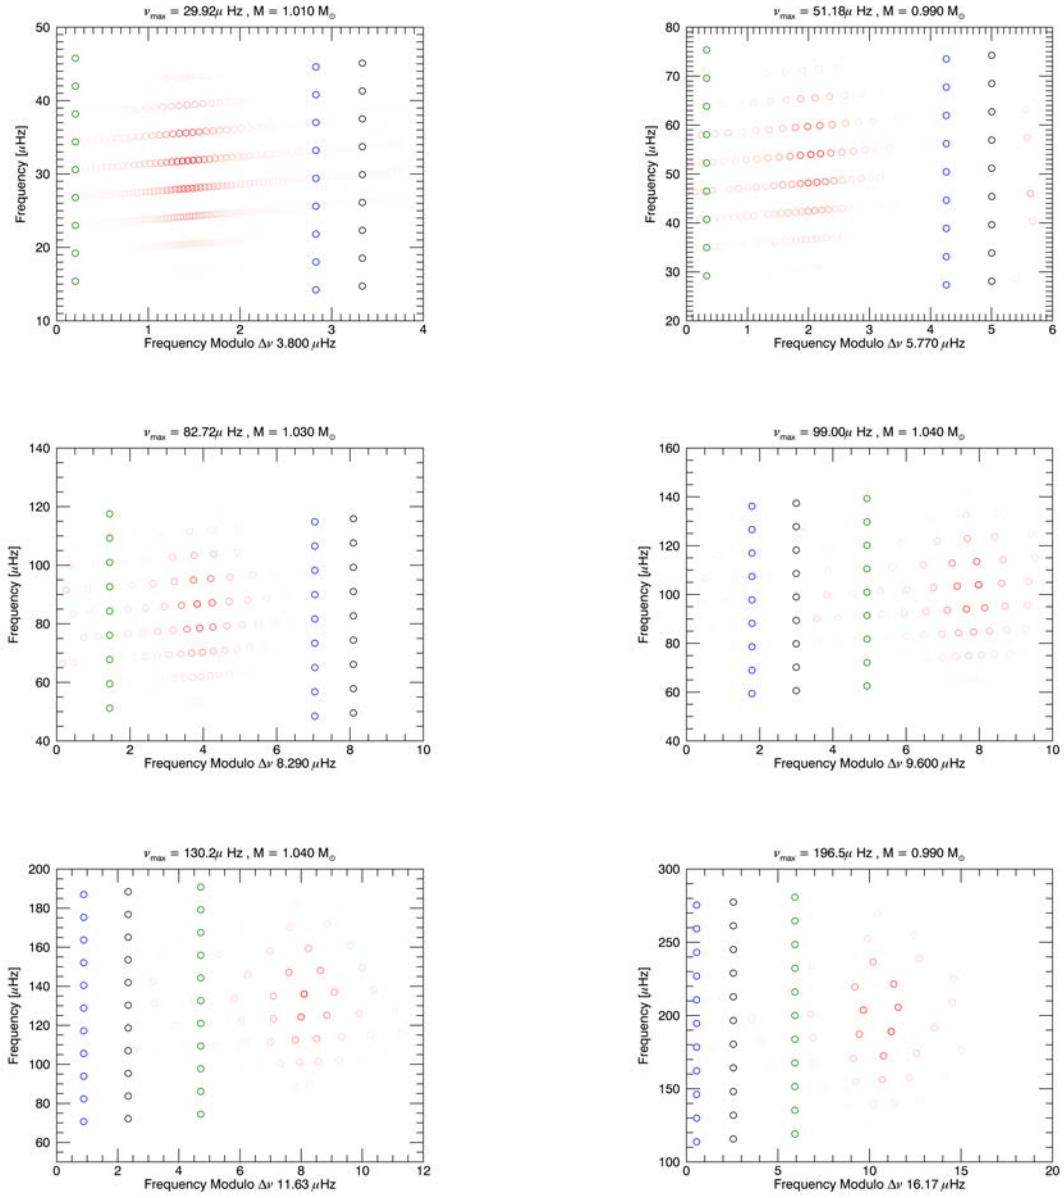 ν_max = 29.92μ Hz , M = 1.010 M⊙
50
40
30
20
10
Frequency [μHz]
0 1 2 3 4
Frequency Modulo Δν 3.800 μHz
ν_max = 51.18μ Hz , M = 0.990 M⊙
80
70
60
50
40
30
20
Frequency [μHz]
0 1 2 3 4 5 6
Frequency Modulo Δν 5.770 μHz
ν_max = 82.72μ Hz , M = 1.030 M⊙
140
120
100
80
60
40
Frequency [μHz]
0 2 4 6 8 10
Frequency Modulo Δν 8.290 μHz
ν_max = 99.00μ Hz , M = 1.040 M⊙
160
140
120
100
80
60
40
Frequency [μHz]
0 2 4 6 8 10
Frequency Modulo Δν 9.600 μHz
ν_max = 130.2μ Hz , M = 1.040 M⊙
200
180
160
140
120
100
80
60
Frequency [μHz]
0 2 4 6 8 10 12
Frequency Modulo Δν 11.63 μHz
ν_max = 196.5μ Hz , M = 0.990 M⊙
300
250
200
150
100
Frequency [μHz]
0 5 10 15 20
Frequency Modulo Δν 16.17 μHz